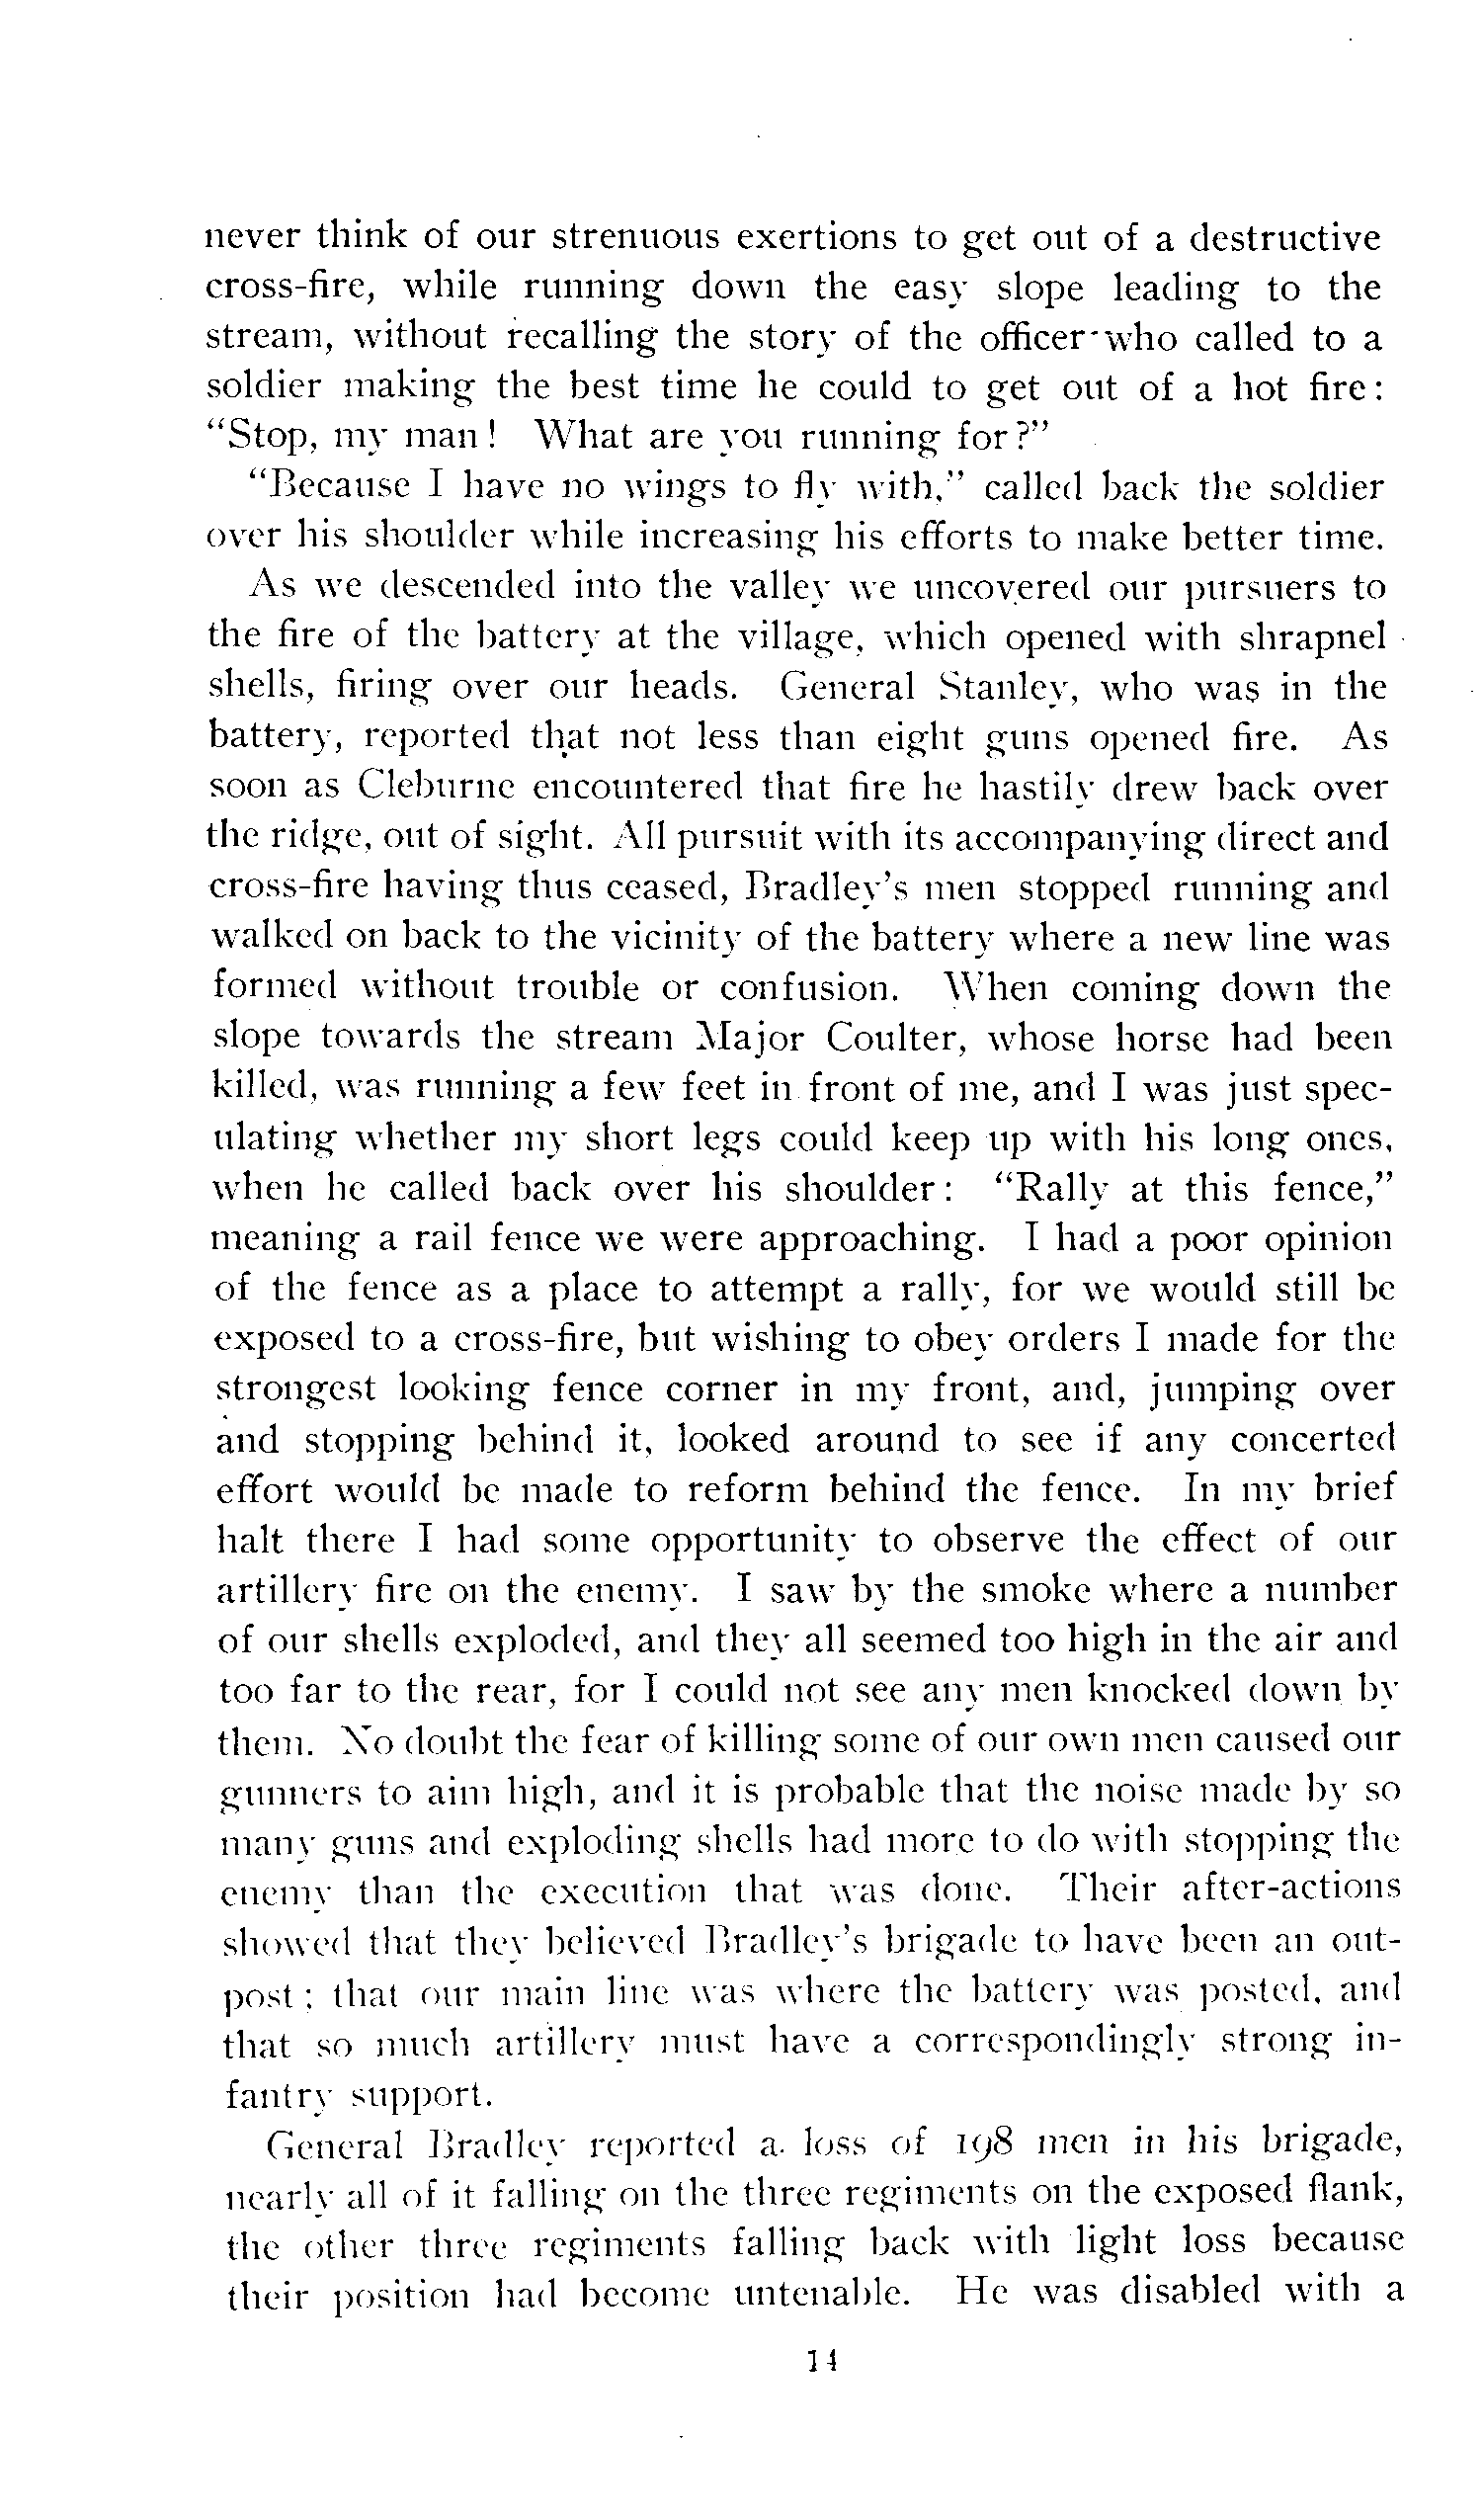 never think of our strenuous exertions to get out of a destructive
cross-fire, while running down the easy slope leading to the
stream, without recalling the story of the officer who called to a
soldier making the best time he could to get out of a hot fire:
"Stop, my man! What are you running for?"
"Because I have no wings to fly with," called back the soldier
over his shoulder while increasing his efforts to make better time.
As we descended into the valley we uncovered our pursuers to
the fire of the battery at the village, which opened with shrapnel
shells, firing over our heads. General Stanley, who was in the
battery, reported that not less than eight guns opened fire. As
soon as Cleburne encountered that fire he hastily drew back over
the ridge, out of sight. All pursuit with its accompanying direct and
cross-fire having thus ceased, Bradley's men stopped running and
walked on back to the vicinity of the battery where a new line was
formed without trouble or confusion. When coming down the
slope towards the stream Major Coulter, whose horse had been
killed, was running a few feet in front of me, and I was just spec-
ulating whether my short legs could keep up with his long ones,
when he called back over his shoulder: "Rally at this fence,"
meaning a rail fence we were approaching. I had a poor opinion
of the fence as a place to attempt a rally, for we would still be
exposed to a cross-fire, but wishing to obey orders I made for the
strongest looking fence corner in my front, and, jumping over
and stopping behind it, looked around to see if any concerted
effort would be made to reform behind the fence. In my brief
halt there I had some opportunity to observe the effect of our
artillery fire on the enemy. I saw by the smoke where a number
of our shells exploded, and they all seemed too high in the air and
too far to the rear, for I could not see any men knocked down by
them. No doubt the fear of killing some of our own men caused our
gunners to aim high, and it is probable that the noise made by so
many guns and exploding shells had more to do with stopping the
enemy than the execution that was done. Their after-actions
showed that they believed Bradley's brigade to have been an out-
post; that our main line was where the battery was posted, and
that so much artillery must have a correspondingly strong in-
fantry support.
General Bradley reported a loss of 198 men in his brigade,
nearly all of it falling on the three regiments on the exposed flank,
the other three regiments falling back with light loss because
their position had become untenable. He was disabled with a
14